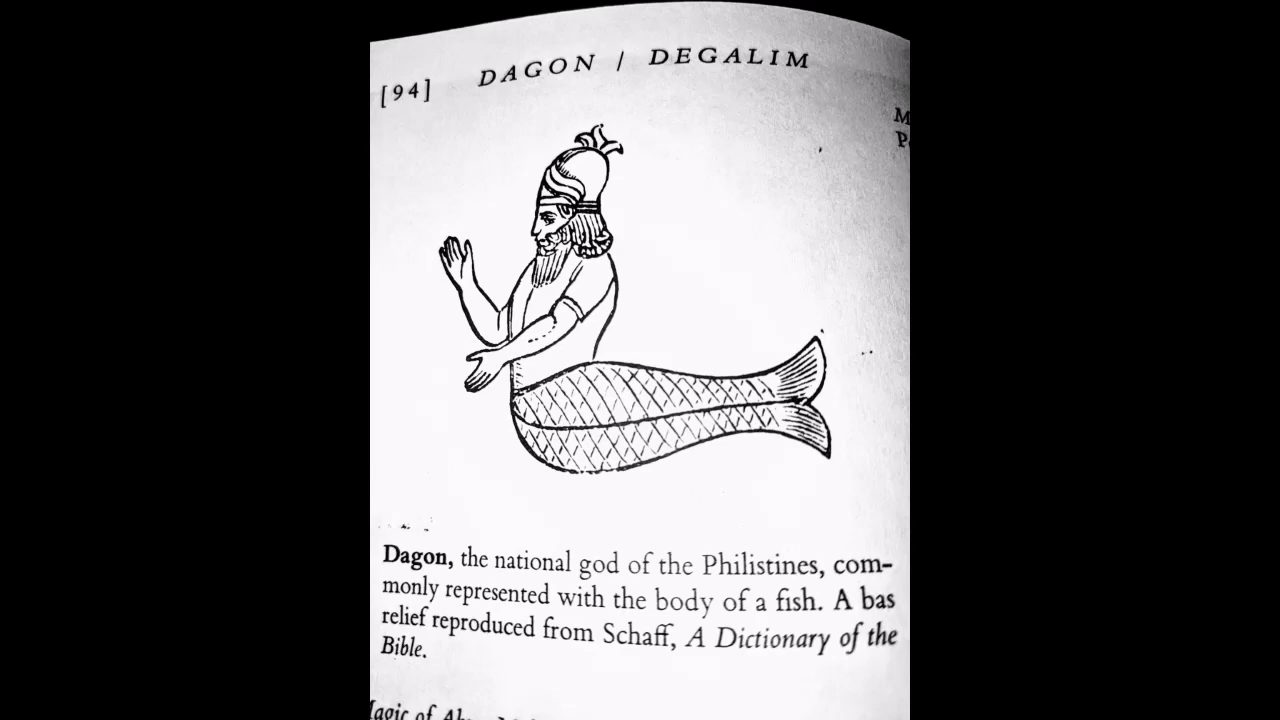 [94] DAGON / DEGALIM
Dagon, the national god of the Philistines, com-
monly represented with the body of a fish. A bas
relief reproduced from Schaff, A Dictionary of the
Bible.
of